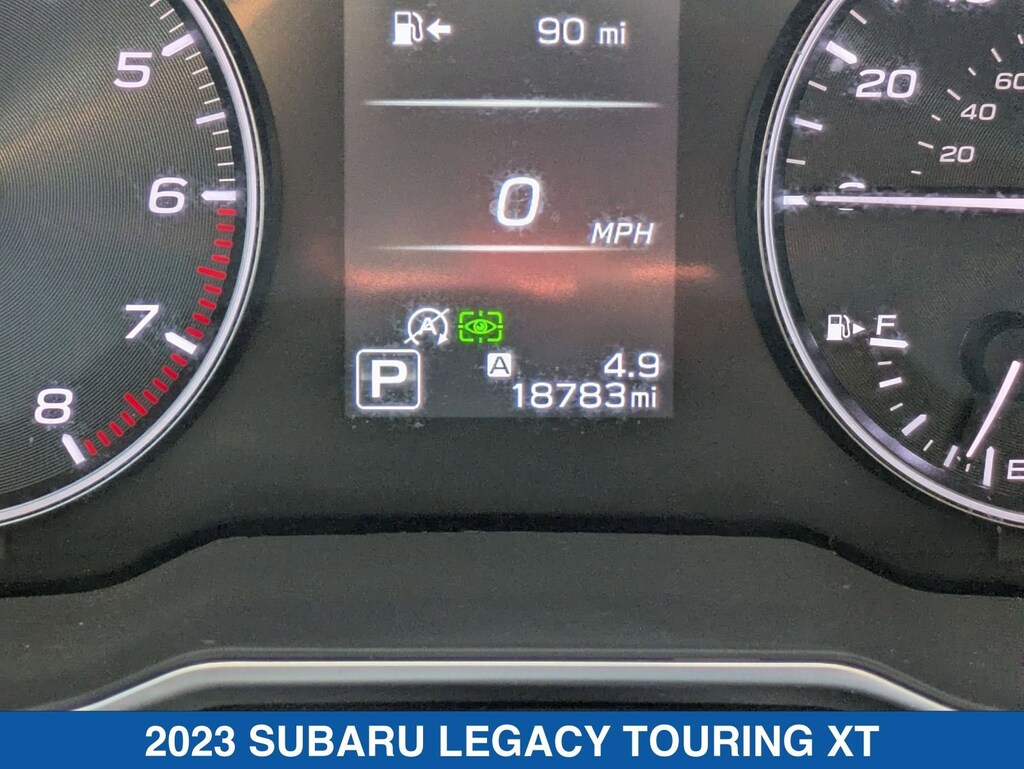 90 mi
0
MPH
A
P
A 4.9
18783mi
5
6
7
8
20
20
40
60
F
E
2023 SUBARU LEGACY TOURING XT